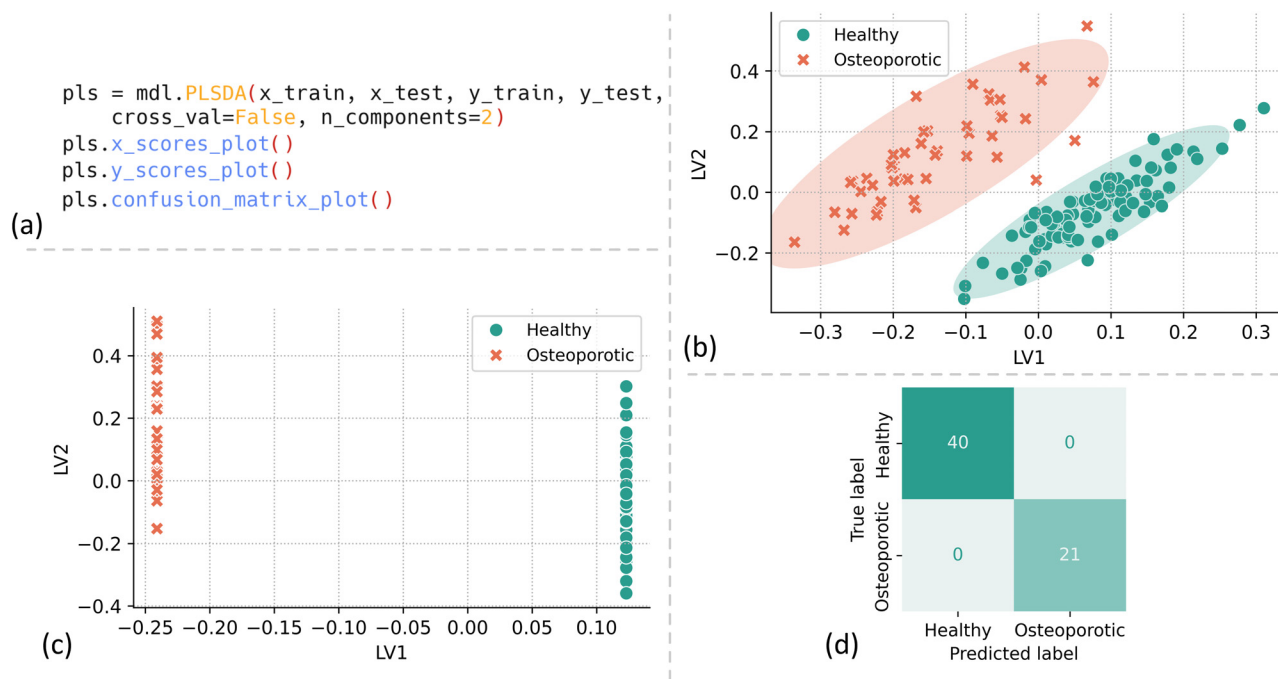 pls = mdl.PLSDA(x_train, x_test, y_train, y_test,
cross_val=False, n_components=2)
pls.x_scores_plot()
pls.y_scores_plot()
pls.confusion_matrix_plot()
(a)
Healthy
Osteoporotic
0.4
0.2
0.0
−0.2
LV2
−0.3
−0.2
−0.1
0.0
0.1
0.2
0.3
LV1
(b)
Healthy
Osteoporotic
0.4
0.2
0.0
−0.2
−0.4
LV2
−0.25
−0.20
−0.15
−0.10
−0.05
0.00
0.05
0.10
LV1
(c)
40
0
0
21
True label
Healthy
Osteoporotic
Healthy
Osteoporotic
Predicted label
(d)